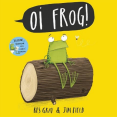 OI FROG!
KES GRAY & JIM FIELD